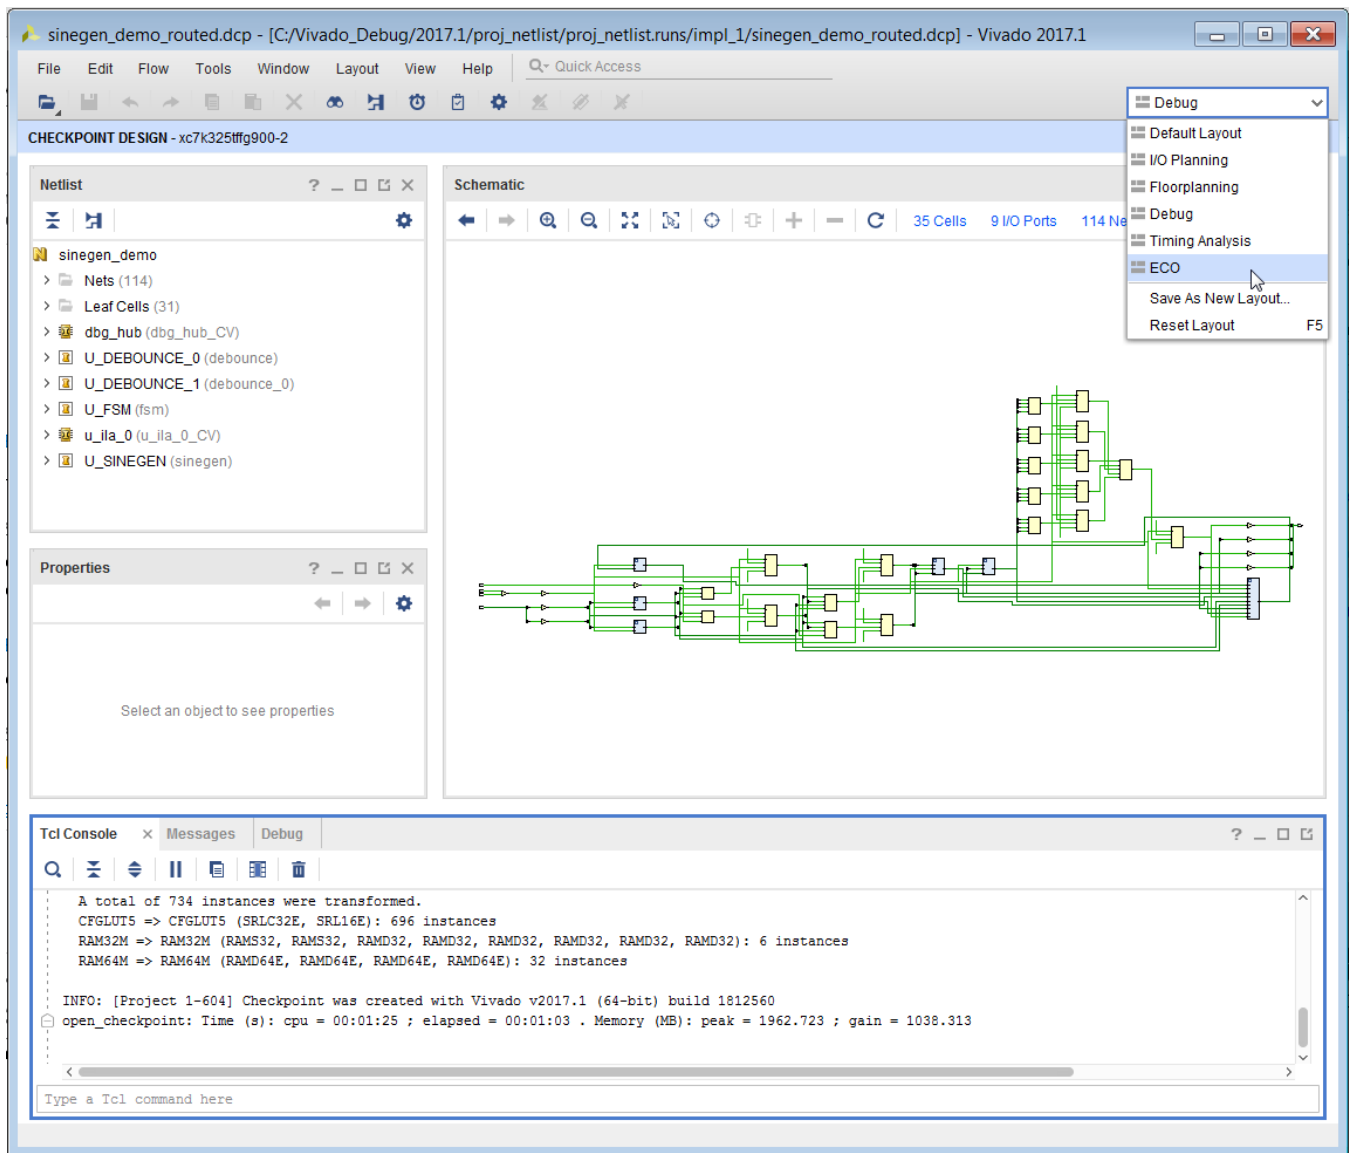 sinegen_demo_routed.dcp - [C:/Vivado_Debug/2017.1/proj_netlist/proj_netlist.runs/impl_1/sinegen_demo_routed.dcp] - Vivado 2017.1
File Edit Flow Tools Window Layout View Help Quick Access
Debug
CHECKPOINT DESIGN - xc7k325tffg900-2
Default Layout
I/O Planning
Floorplanning
Debug
Timing Analysis
ECO
Save As New Layout...
Reset Layout F5
Netlist
sinegen_demo
Nets (114)
Leaf Cells (31)
dbg_hub (dbg_hub_CV)
U_DEBOUNCE_0 (debounce)
U_DEBOUNCE_1 (debounce_0)
U_FSM (fsm)
u_ila_0 (u_ila_0_CV)
U_SINEGEN (sinegen)
Schematic
35 Cells 9 I/O Ports 114 Ne
Properties
Select an object to see properties
Tcl Console Messages Debug
A total of 734 instances were transformed.
CFGLUT5 => CFGLUT5 (SRLC32E, SRL16E): 696 instances
RAM32M => RAM32M (RAMS32, RAMS32, RAMD32, RAMD32, RAMD32, RAMD32, RAMD32, RAMD32): 6 instances
RAM64M => RAM64M (RAMD64E, RAMD64E, RAMD64E, RAMD64E): 32 instances
INFO: [Project 1-604] Checkpoint was created with Vivado v2017.1 (64-bit) build 1812560
open_checkpoint: Time (s): cpu = 00:01:25 ; elapsed = 00:01:03 . Memory (MB): peak = 1962.723 ; gain = 1038.313
Type a Tcl command here